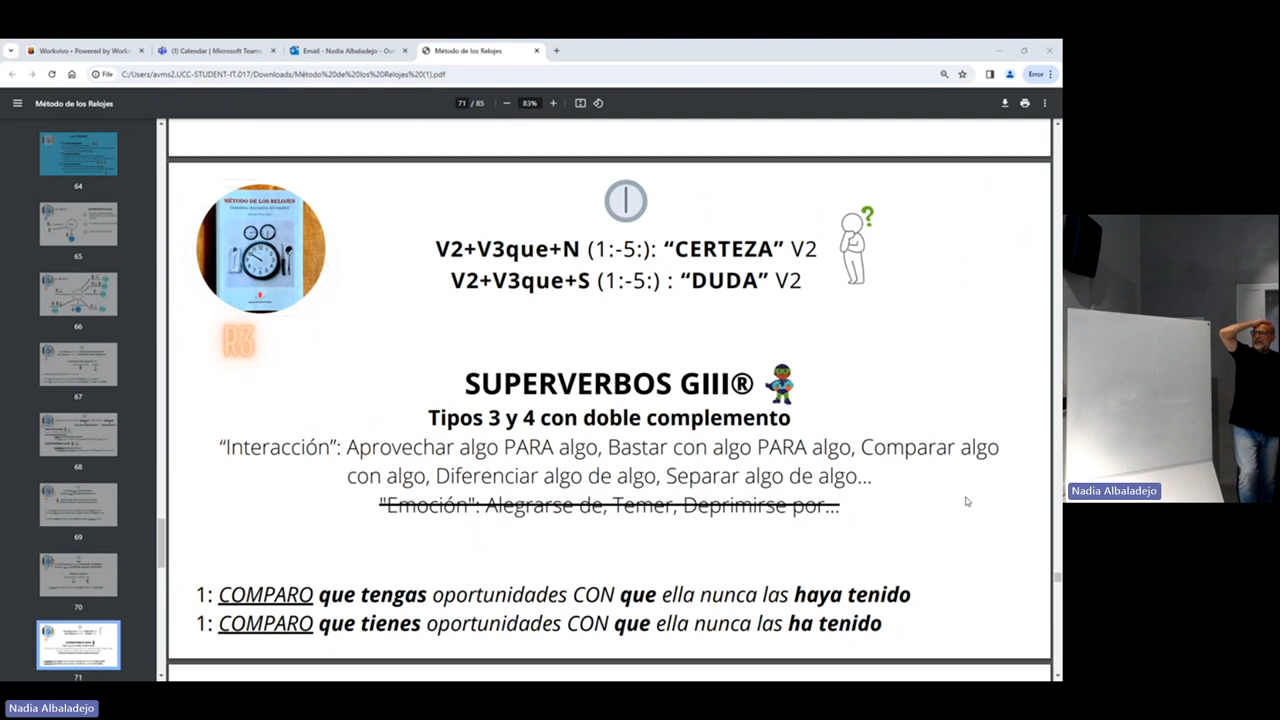 Workvivo • Powered by Work
(1) Calendar | Microsoft Teams
Email - Nadia Albaladejo - Ou
Método de los Relojes
File
C:/Users/avms2.UCC-STUDENT-IT.017/Downloads/Método%20de%20los%20Relojes%20(1).pdf
Error
Método de los Relojes
71 / 85
83%
64
65
66
67
68
69
70
71
MÉTODO DE LOS RELOJES
V2+V3que+N (1:-5:): “CERTEZA” V2
V2+V3que+S (1:-5:) : “DUDA” V2
R3
SUPERVERBOS GIII®
Tipos 3 y 4 con doble complemento
“Interacción”: Aprovechar algo PARA algo, Bastar con algo PARA algo, Comparar algo
con algo, Diferenciar algo de algo, Separar algo de algo...
"Emoción": Alegrarse de, Temer, Deprimirse por...
1: COMPARO que tengas oportunidades CON que ella nunca las haya tenido
1: COMPARO que tienes oportunidades CON que ella nunca las ha tenido
Nadia Albaladejo
Nadia Albaladejo